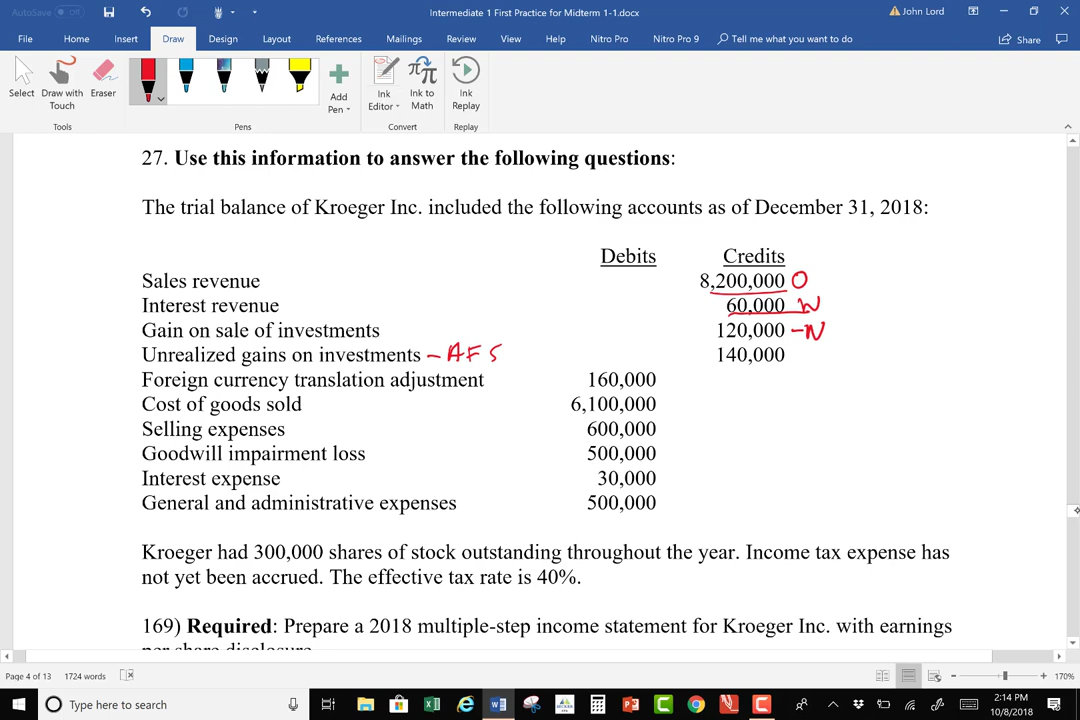 AutoSave Off
Intermediate 1 First Practice for Midterm 1-1.docx
John Lord
File Home Insert Draw Design Layout References Mailings Review View Help Nitro Pro Nitro Pro 9 Tell me what you want to do Share
Select
Draw with Touch
Eraser
Add Pen
Ink Editor
Ink to Math
Ink Replay
Tools Pens Convert Replay
27. Use this information to answer the following questions:
The trial balance of Kroeger Inc. included the following accounts as of December 31, 2018:
Debits Credits
Sales revenue 8,200,000 O
Interest revenue 60,000 N
Gain on sale of investments 120,000 -N
Unrealized gains on investments - AFS 140,000
Foreign currency translation adjustment 160,000
Cost of goods sold 6,100,000
Selling expenses 600,000
Goodwill impairment loss 500,000
Interest expense 30,000
General and administrative expenses 500,000
Kroeger had 300,000 shares of stock outstanding throughout the year. Income tax expense has
not yet been accrued. The effective tax rate is 40%.
169) Required: Prepare a 2018 multiple-step income statement for Kroeger Inc. with earnings
per share disclosure.
Page 4 of 13 1724 words 170%
Type here to search
2:14 PM
10/8/2018